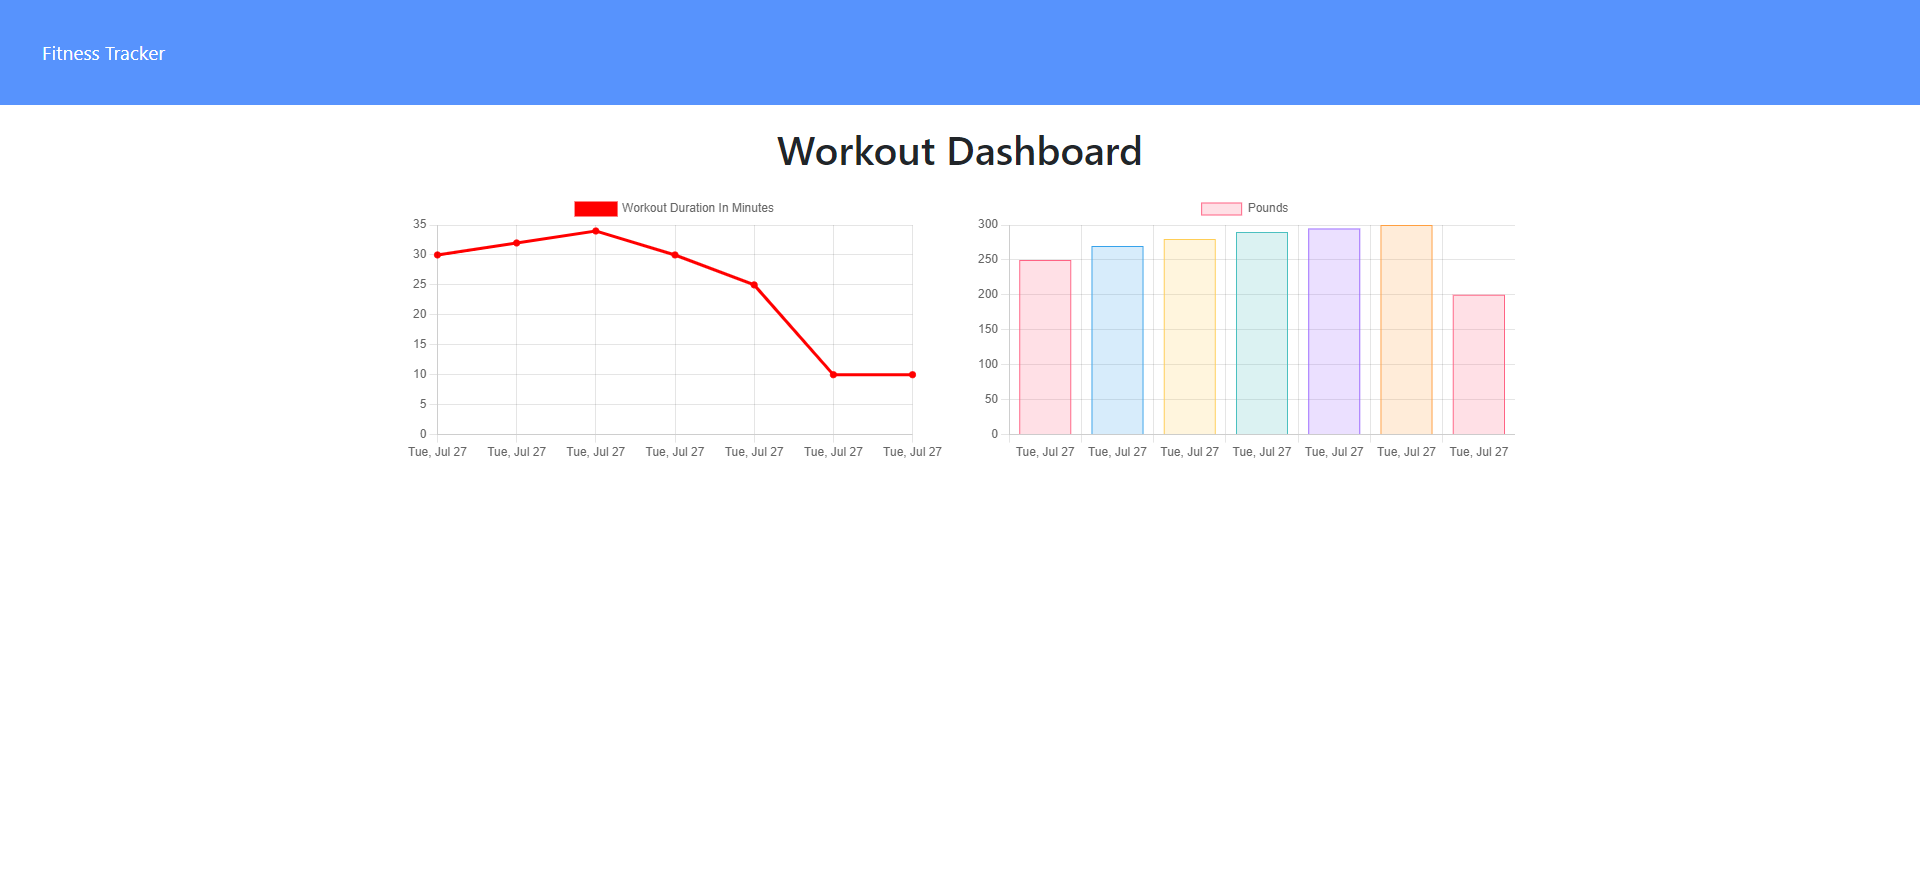 Fitness Tracker
Workout Dashboard
Workout Duration In Minutes
35
30
25
20
15
10
5
0
Tue, Jul 27 Tue, Jul 27 Tue, Jul 27 Tue, Jul 27 Tue, Jul 27 Tue, Jul 27 Tue, Jul 27
Pounds
300
250
200
150
100
50
0
Tue, Jul 27 Tue, Jul 27 Tue, Jul 27 Tue, Jul 27 Tue, Jul 27 Tue, Jul 27 Tue, Jul 27